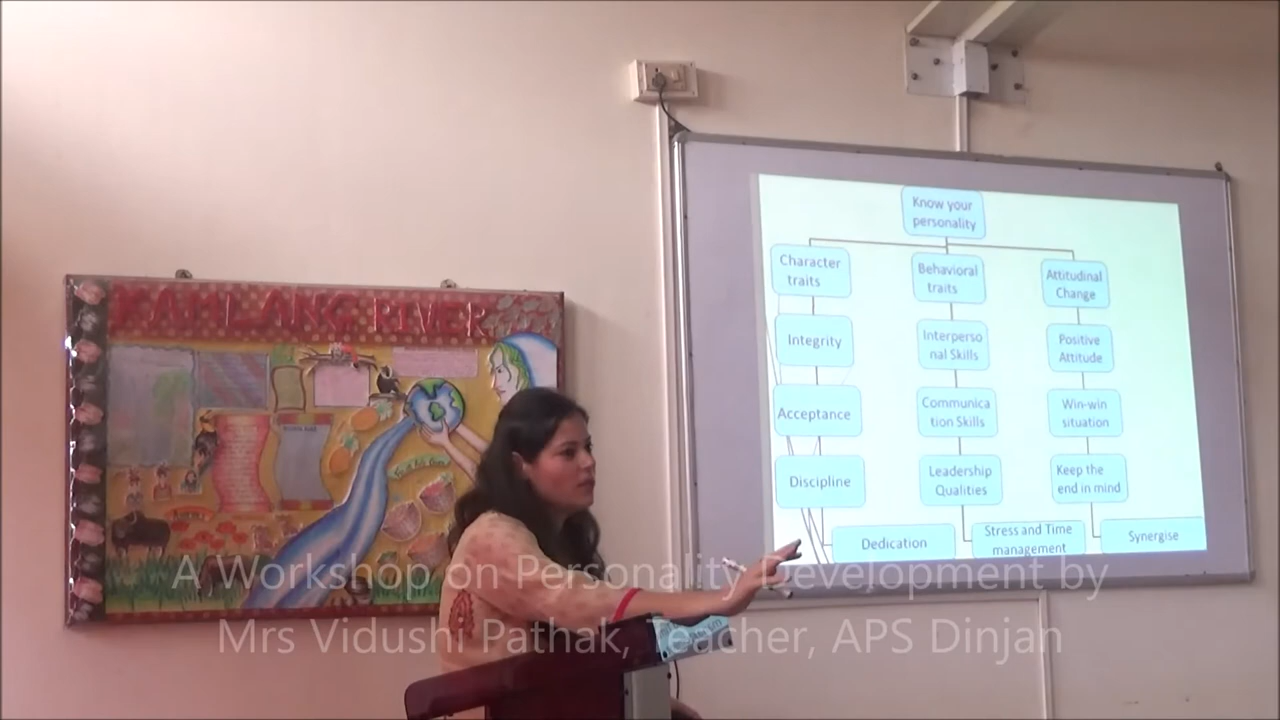 KAMLANG RIVER
Know your
personality
Character
traits
Integrity
Acceptance
Discipline
Dedication
Behavioral
traits
Interperso
nal Skills
Communica
tion Skills
Leadership
Qualities
Stress and Time
management
Attitudinal
Change
Positive
Attitude
Win-win
situation
Keep the
end in mind
Synergise
A Workshop on Personality Development by
Mrs Vidushi Pathak, Teacher, APS Dinjan